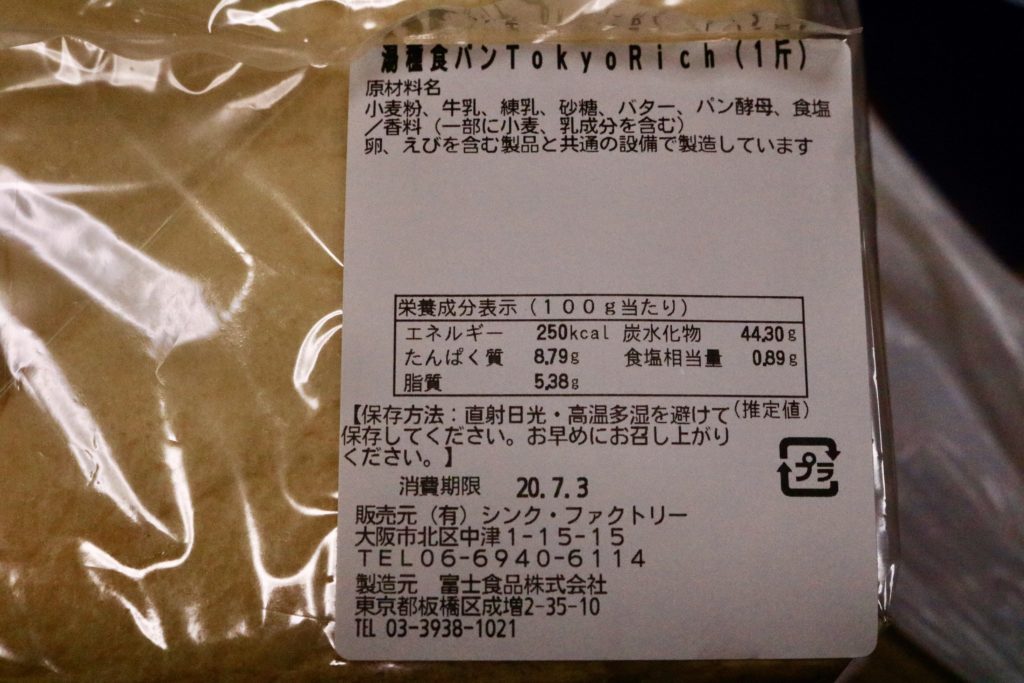 湯種食パンTokyoRich(1斤)
原材料名
小麦粉、牛乳、練乳、砂糖、バター、パン酵母、食塩
/香料(一部に小麦、乳成分を含む)
卵、えびを含む製品と共通の設備で製造しています
栄養成分表示(100g当たり)
エネルギー 250kcal 炭水化物 44.30g
たんぱく質 8.79g 食塩相当量 0.89g
脂質 5.38g
(推定値)
【保存方法:直射日光・高温多湿を避けて
保存してください。お早めにお召し上がり
ください。】
プラ
消費期限 20.7.3
販売元(有)シンク・ファクトリー
大阪市北区中津1-15-15
TEL06-6940-6114
製造元 富士食品株式会社
東京都板橋区成増2-35-10
TEL 03-3938-1021